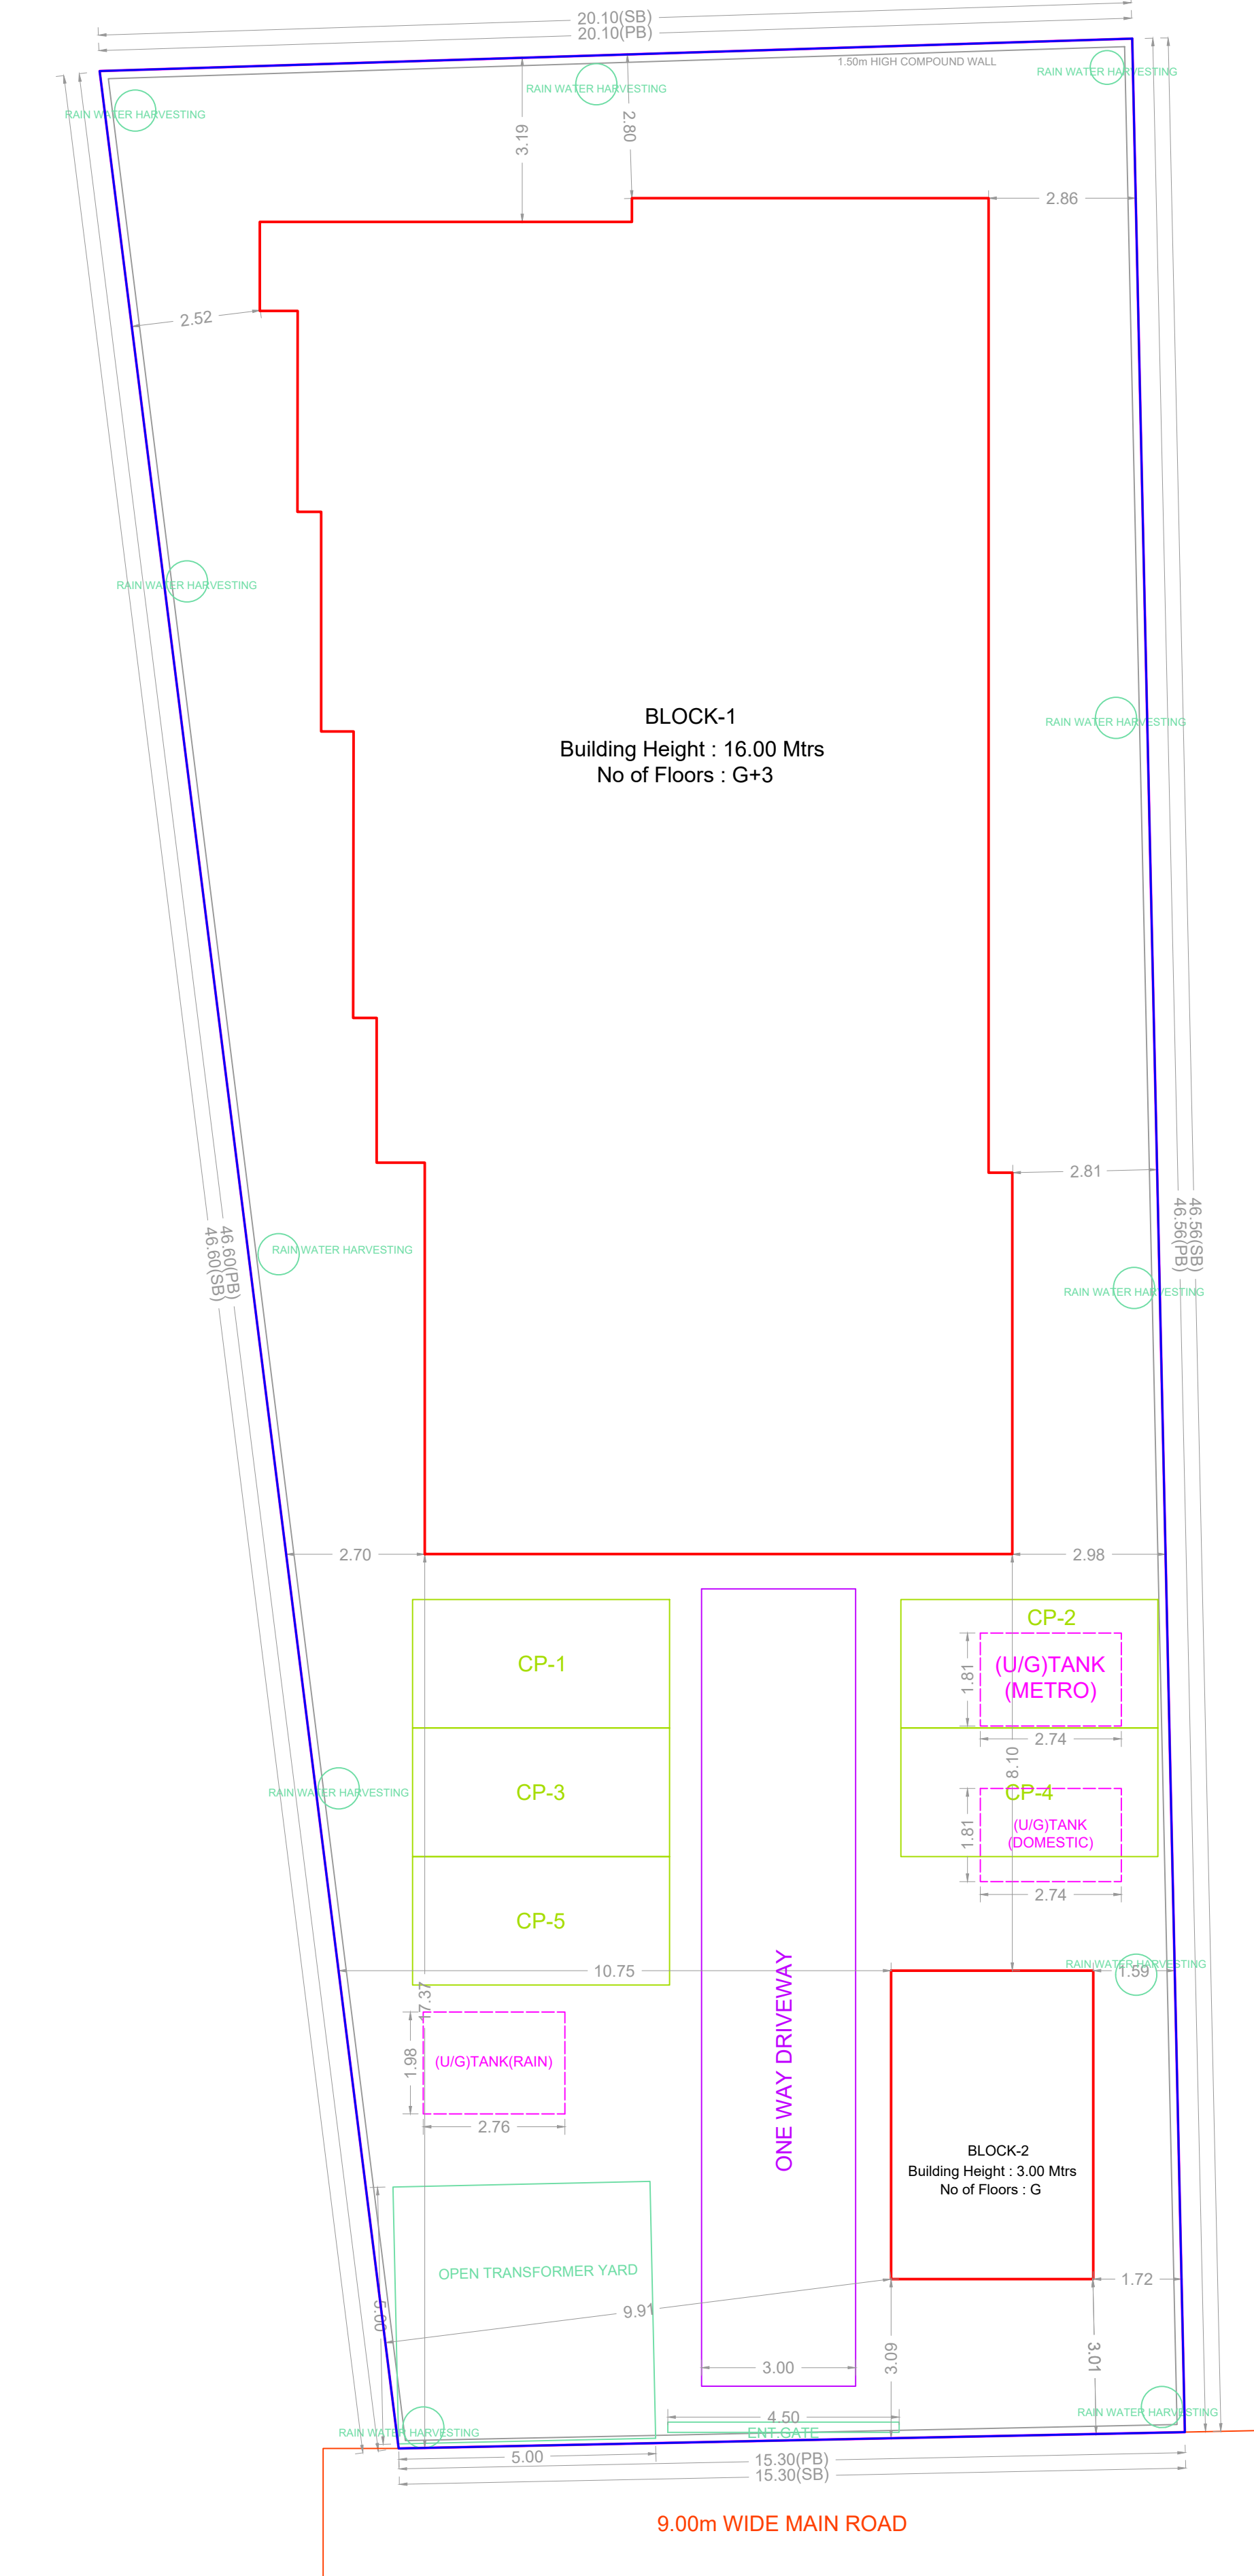 20.10(SB)
20.10(PB)
1.50m HIGH COMPOUND WALL
RAIN WATER HARVESTING
RAIN WATER HARVESTING
RAIN WATER HARVESTING
3.19
2.80
2.86
2.52
RAIN WATER HARVESTING
BLOCK-1
Building Height : 16.00 Mtrs
No of Floors : G+3
RAIN WATER HARVESTING
2.81
46.60(SB)
46.60(PB)
46.56(PB)
46.56(SB)
RAIN WATER HARVESTING
RAIN WATER HARVESTING
2.70
2.98
CP-1
CP-2
(U/G)TANK
(METRO)
1.81
2.74
8.10
CP-3
CP-4
RAIN WATER HARVESTING
(U/G)TANK
(DOMESTIC)
1.81
2.74
CP-5
RAIN WATER HARVESTING
10.75
1.59
17.37
ONE WAY DRIVEWAY
1.98
(U/G)TANK(RAIN)
2.76
BLOCK-2
Building Height : 3.00 Mtrs
No of Floors : G
OPEN TRANSFORMER YARD
1.72
5.00
9.91
3.09
3.01
3.00
RAIN WATER HARVESTING
4.50
ENT.GATE
RAIN WATER HARVESTING
5.00
15.30(PB)
15.30(SB)
9.00m WIDE MAIN ROAD